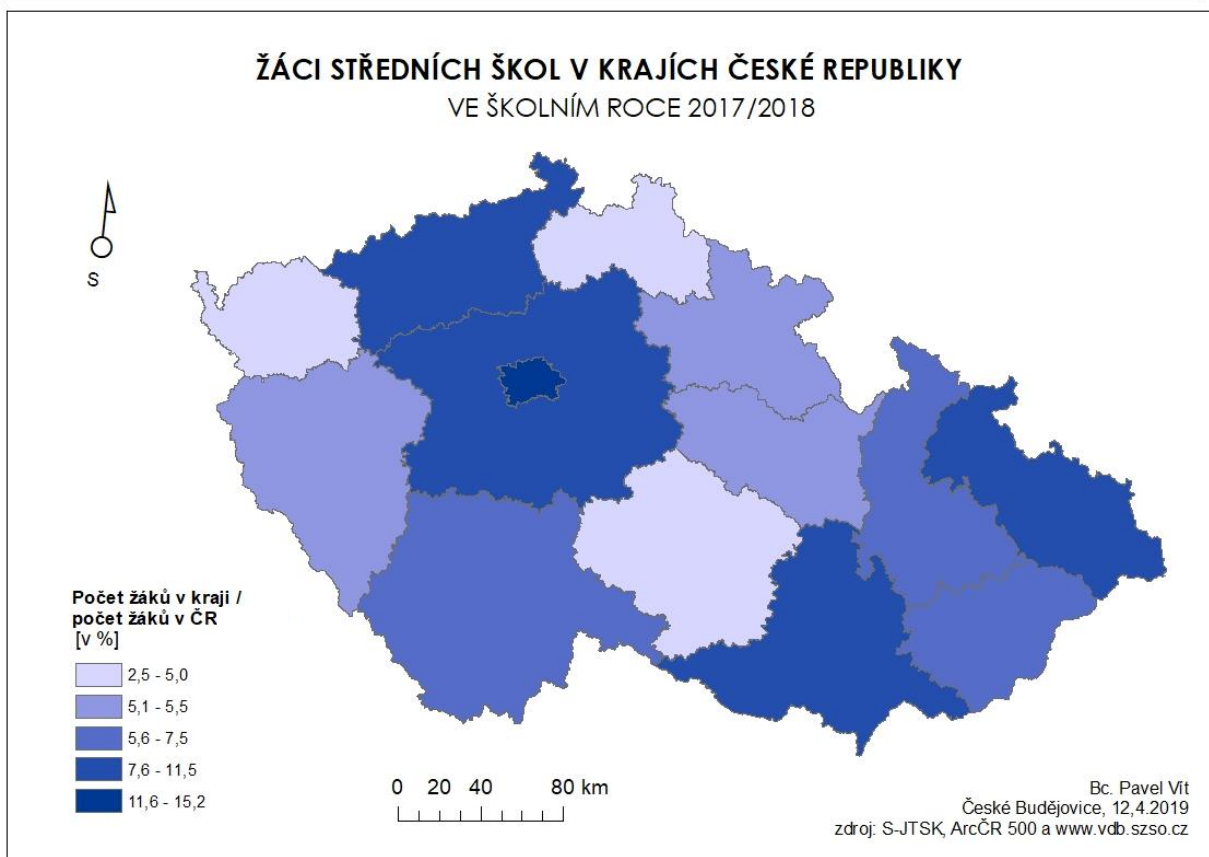 ŽÁCI STŘEDNÍCH ŠKOL V KRAJÍCH ČESKÉ REPUBLIKY
VE ŠKOLNÍM ROCE 2017/2018
S
Počet žáků v kraji /
počet žáků v ČR
[v %]
2,5 - 5,0
5,1 - 5,5
5,6 - 7,5
7,6 - 11,5
11,6 - 15,2
0 20 40 80 km
Bc. Pavel Vít
České Budějovice, 12,4.2019
zdroj: S-JTSK, ArcČR 500 a www.vdb.szso.cz